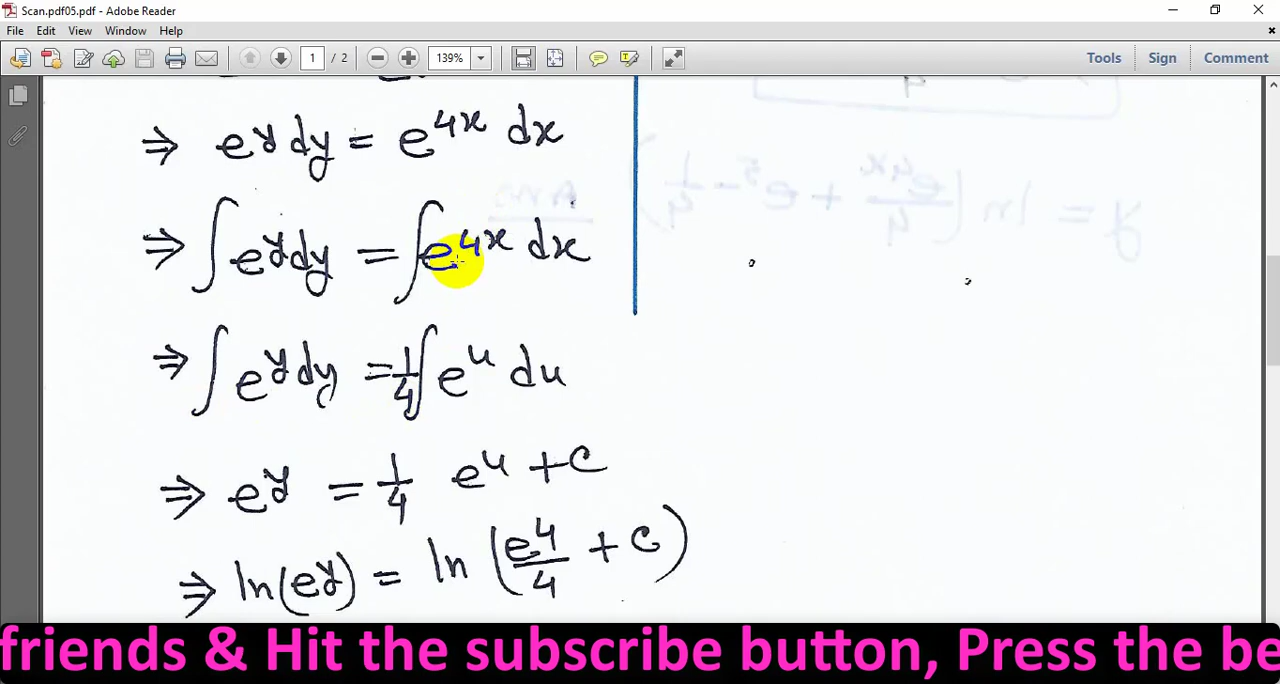 Scan.pdf05.pdf - Adobe Reader
File Edit View Window Help
1 / 2 139% Tools Sign Comment
⇒ e^y dy = e^{4x} dx
⇒ ∫ e^y dy = ∫ e^{4x} dx
⇒ ∫ e^y dy = 1/4 ∫ e^u du
⇒ e^y = 1/4 e^u + c
⇒ ln(e^y) = ln (e^4/4 + c)
friends & Hit the subscribe button, Press the be